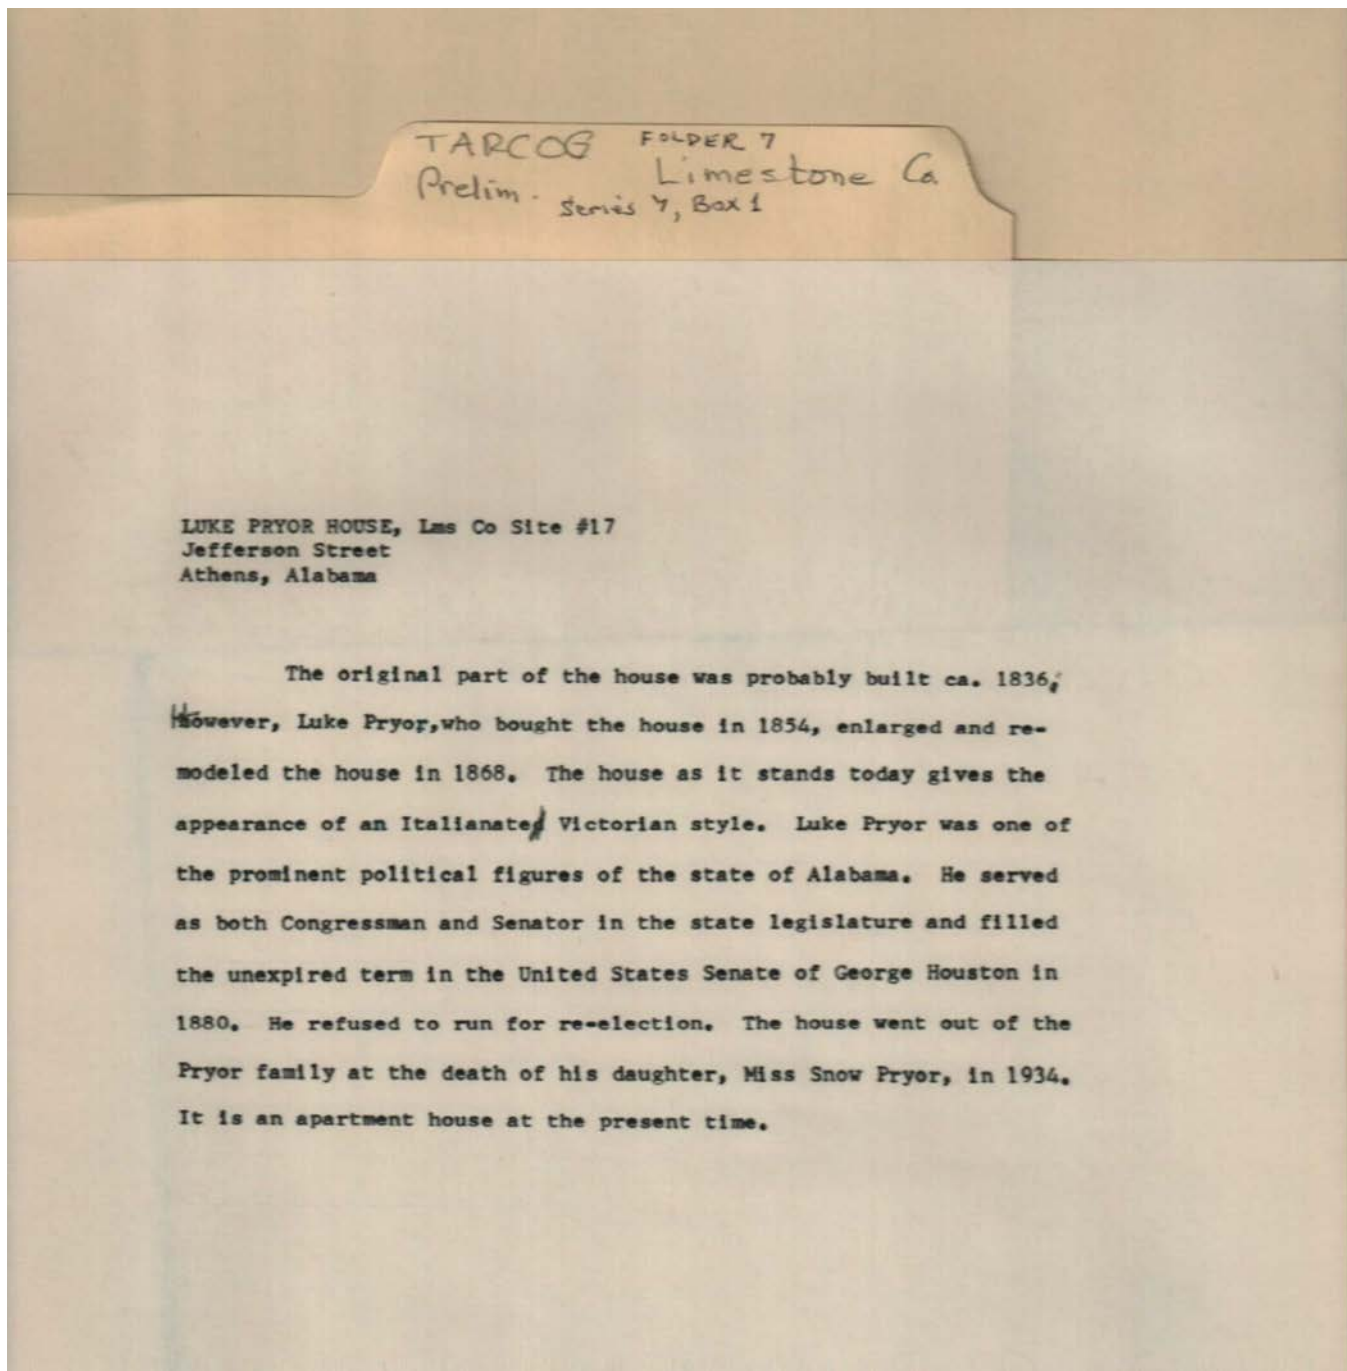 TARCOG FOLDER 7
Prelim. Limestone Co.
Series 7, Box 1
LUKE PRYOR HOUSE, Lms Co Site #17
Jefferson Street
Athens, Alabama
The original part of the house was probably built ca. 1836;
However, Luke Pryor, who bought the house in 1854, enlarged and re-
modeled the house in 1868. The house as it stands today gives the
appearance of an Italianate Victorian style. Luke Pryor was one of
the prominent political figures of the state of Alabama. He served
as both Congressman and Senator in the state legislature and filled
the unexpired term in the United States Senate of George Houston in
1880. He refused to run for re-election. The house went out of the
Pryor family at the death of his daughter, Miss Snow Pryor, in 1934.
It is an apartment house at the present time.